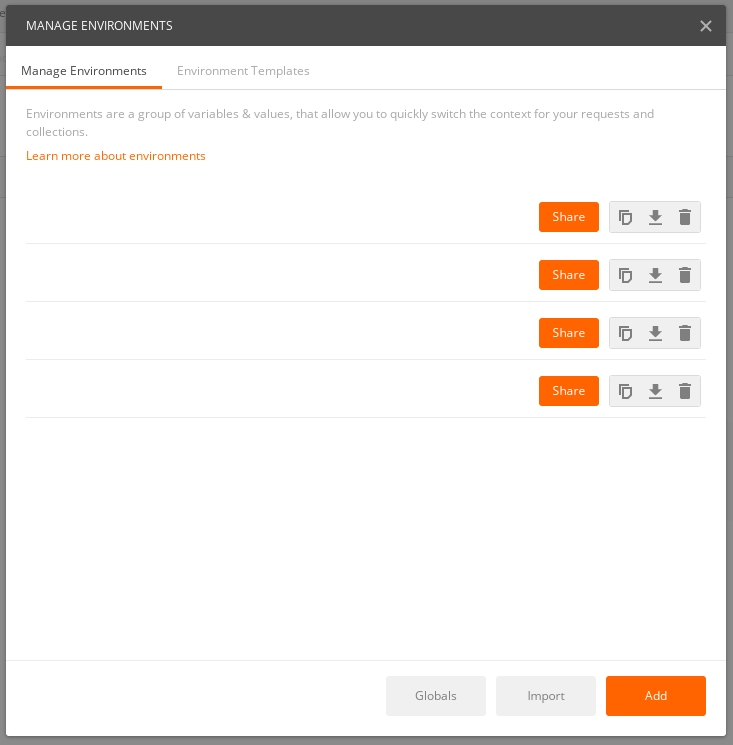 MANAGE ENVIRONMENTS
Manage Environments
Environment Templates
Environments are a group of variables & values, that allow you to quickly switch the context for your requests and
collections.
Learn more about environments
Share
Share
Share
Share
Globals
Import
Add